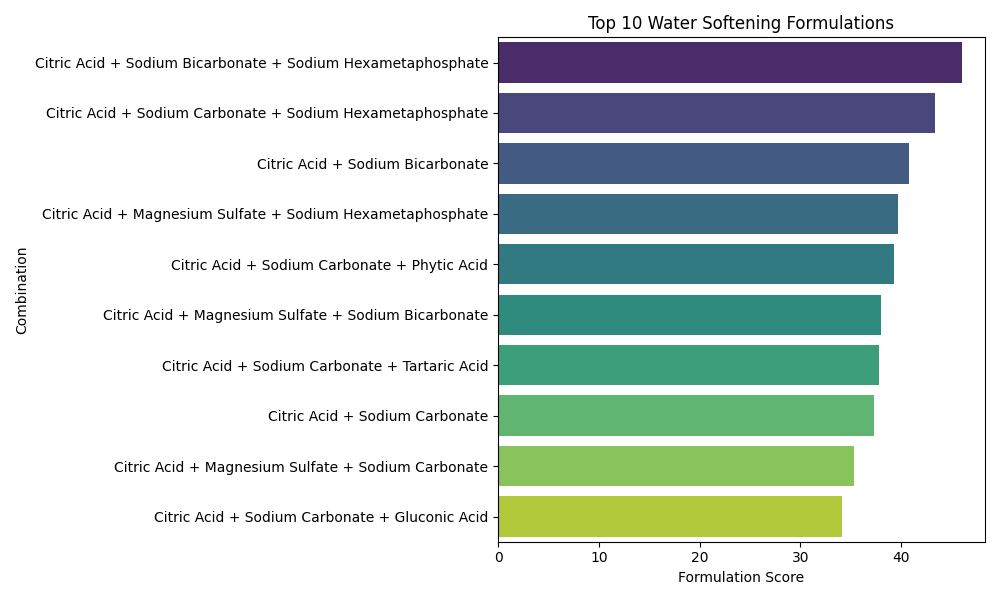 Top 10 Water Softening Formulations
Combination
Citric Acid + Sodium Bicarbonate + Sodium Hexametaphosphate
Citric Acid + Sodium Carbonate + Sodium Hexametaphosphate
Citric Acid + Sodium Bicarbonate
Citric Acid + Magnesium Sulfate + Sodium Hexametaphosphate
Citric Acid + Sodium Carbonate + Phytic Acid
Citric Acid + Magnesium Sulfate + Sodium Bicarbonate
Citric Acid + Sodium Carbonate + Tartaric Acid
Citric Acid + Sodium Carbonate
Citric Acid + Magnesium Sulfate + Sodium Carbonate
Citric Acid + Sodium Carbonate + Gluconic Acid
0 10 20 30 40
Formulation Score